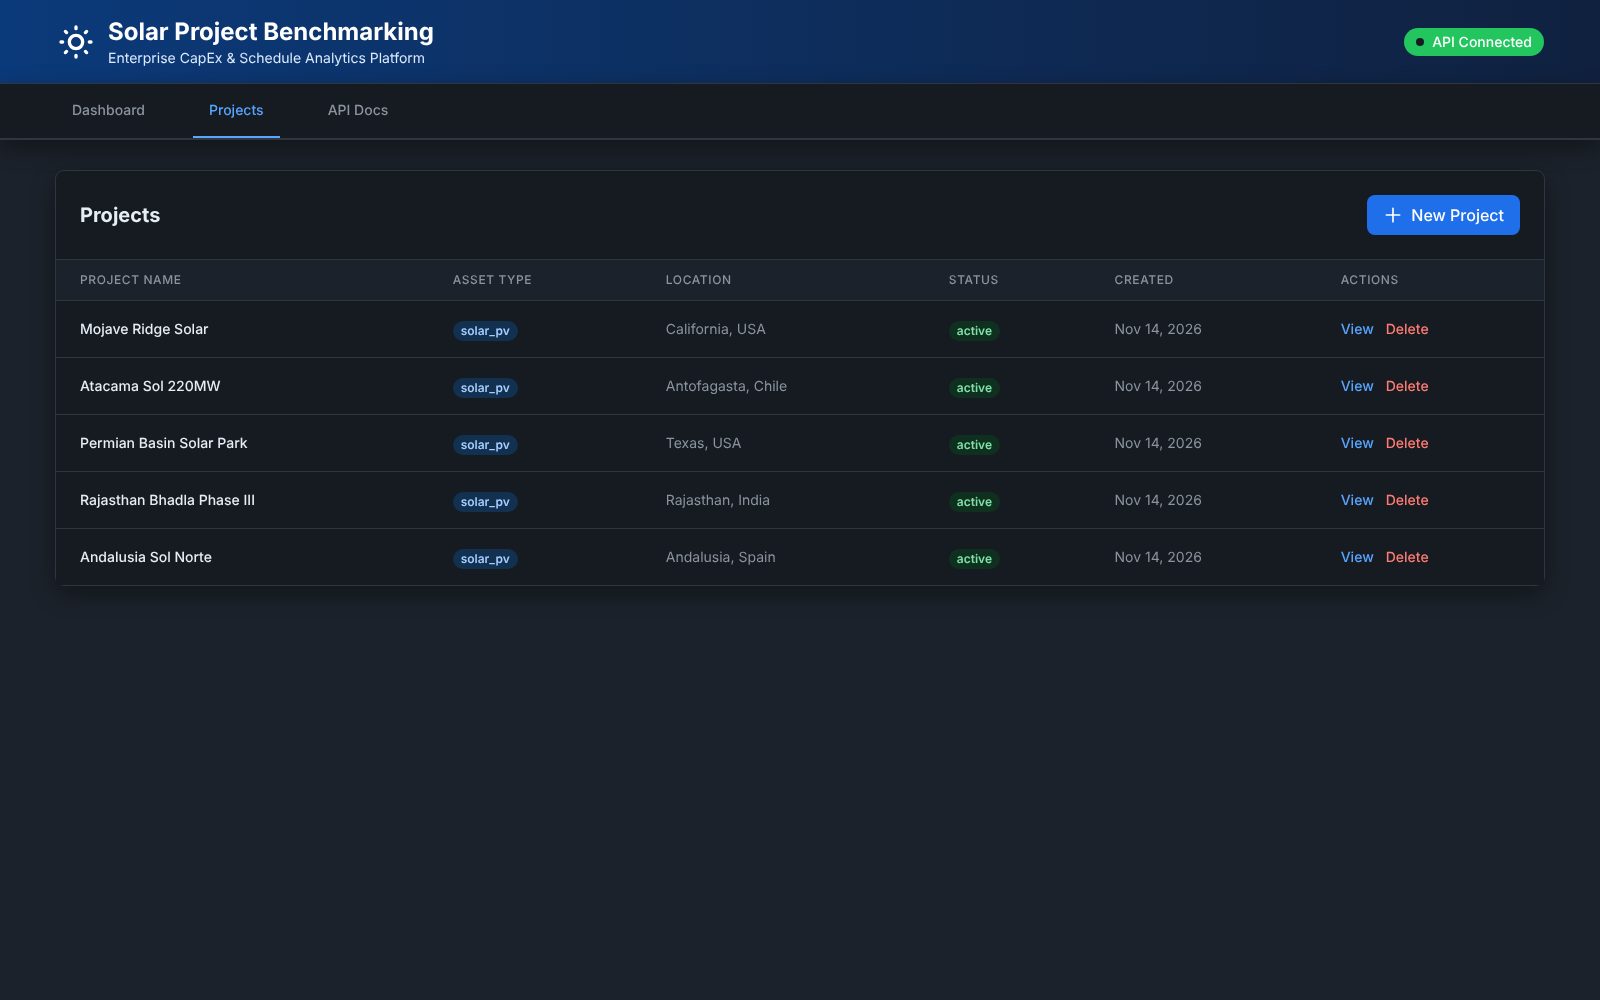 Solar Project Benchmarking
Enterprise CapEx & Schedule Analytics Platform
API Connected
Dashboard Projects API Docs
Projects
New Project
PROJECT NAME ASSET TYPE LOCATION STATUS CREATED ACTIONS
Mojave Ridge Solar solar_pv California, USA active Nov 14, 2026 View Delete
Atacama Sol 220MW solar_pv Antofagasta, Chile active Nov 14, 2026 View Delete
Permian Basin Solar Park solar_pv Texas, USA active Nov 14, 2026 View Delete
Rajasthan Bhadla Phase III solar_pv Rajasthan, India active Nov 14, 2026 View Delete
Andalusia Sol Norte solar_pv Andalusia, Spain active Nov 14, 2026 View Delete